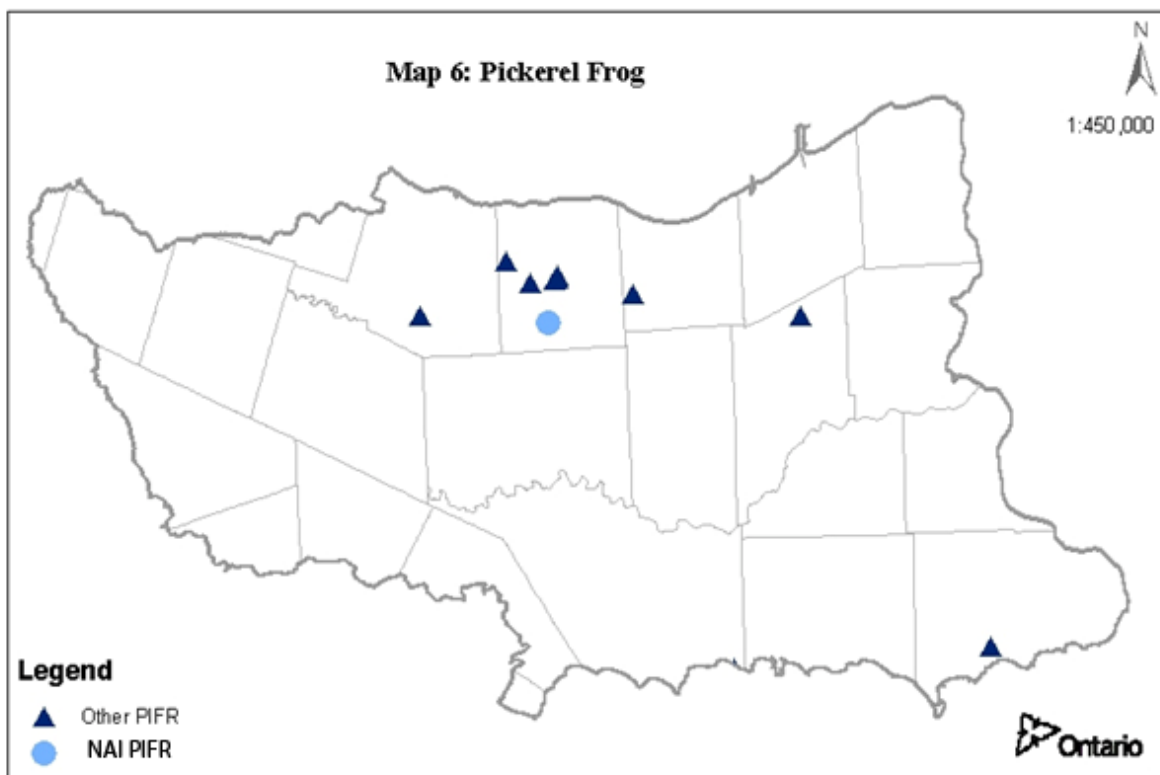 Map 6: Pickerel Frog
N
1:450,000
Legend
Other PIFR
NAI PIFR
Ontario